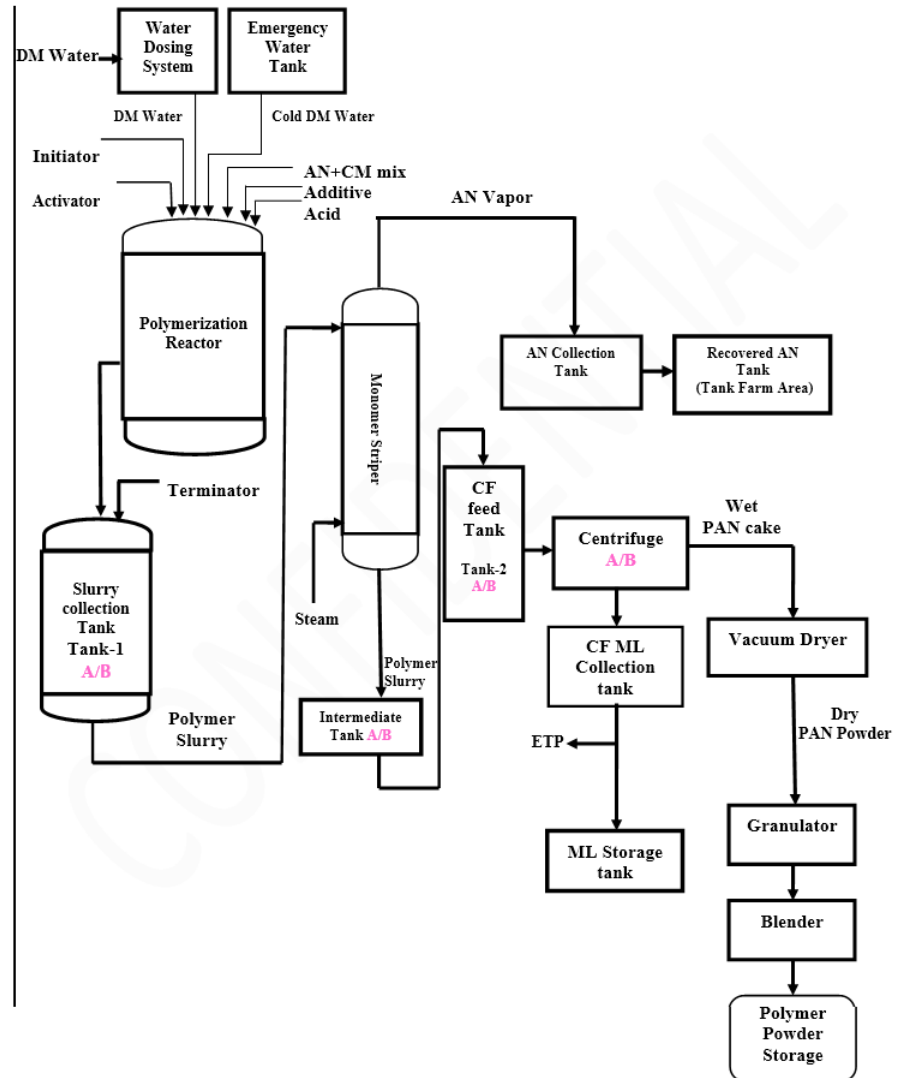 Water
Dosing
System
Emergency
Water
Tank
DM Water
DM Water
Cold DM Water
Initiator
Activator
AN+CM mix
Additive
Acid
AN Vapor
Polymerization
Reactor
Monomer Striper
AN Collection
Tank
Recovered AN
Tank
(Tank Farm Area)
Terminator
CF
feed
Tank
Tank-2
A/B
Wet
PAN cake
Centrifuge
A/B
Slurry
collection
Tank
Tank-1
A/B
Steam
Vacuum Dryer
CF ML
Collection
tank
Polymer
Slurry
Polymer
Slurry
Intermediate
Tank A/B
Dry
PAN Powder
ETP
Granulator
ML Storage
tank
Blender
Polymer
Powder
Storage
CONFIDENTIAL